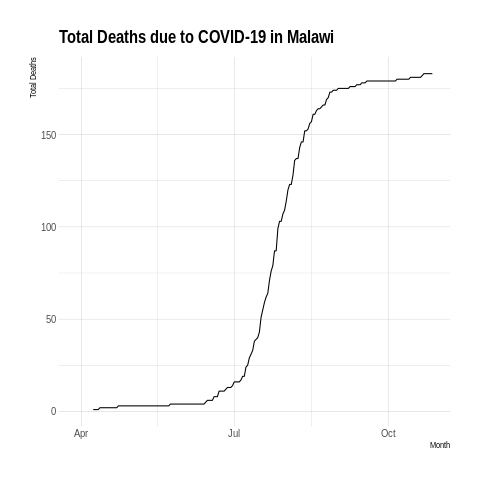 Total Deaths due to COVID-19 in Malawi
Total Deaths
150
100
50
0
Apr
Jul
Oct
Month